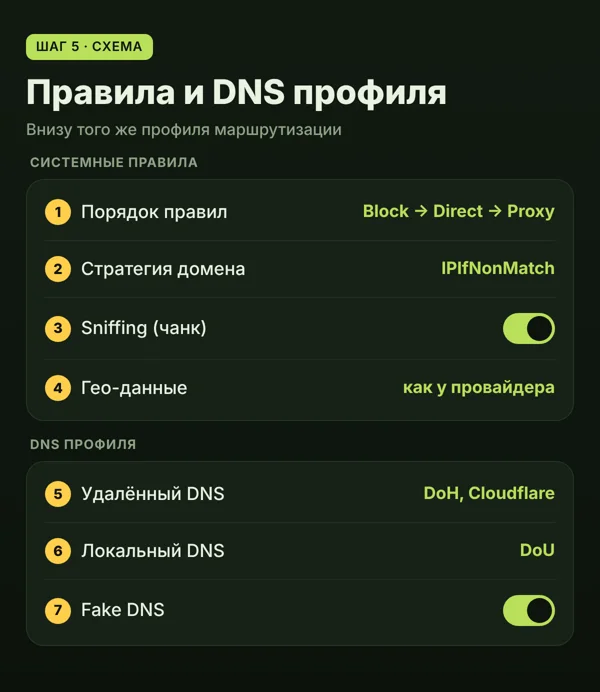 ШАГ 5 · СХЕМА
Правила и DNS профиля
Внизу того же профиля маршрутизации
СИСТЕМНЫЕ ПРАВИЛА
1 Порядок правил Block → Direct → Proxy
2 Стратегия домена IPIfNonMatch
3 Sniffing (чанк)
4 Гео-данные как у провайдера
DNS ПРОФИЛЯ
5 Удалённый DNS DoH, Cloudflare
6 Локальный DNS DoU
7 Fake DNS